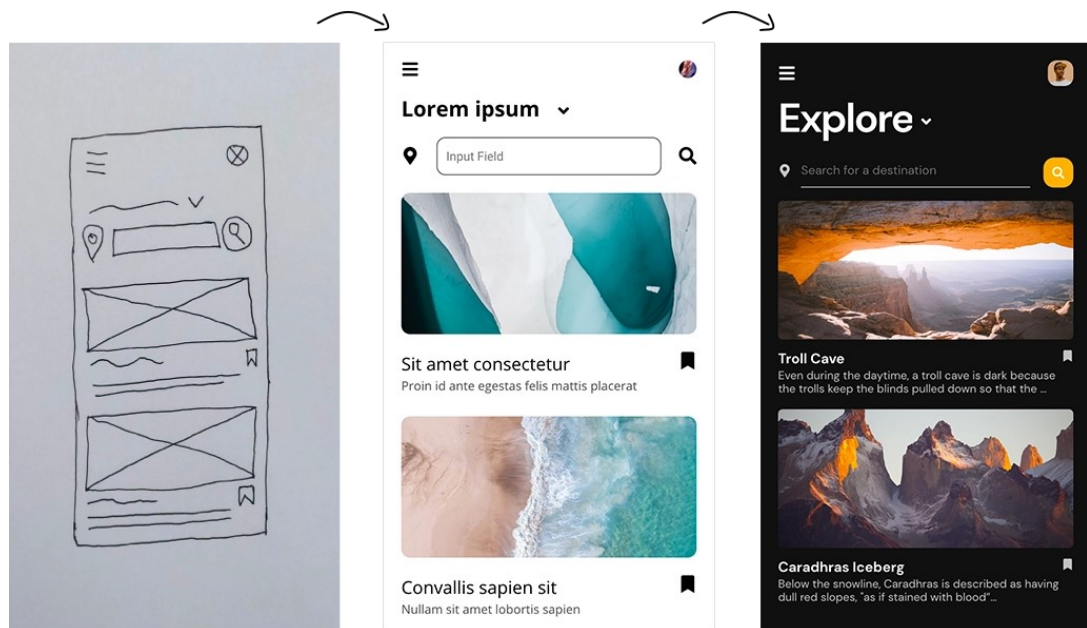 Lorem ipsum
Input Field
Sit amet consectetur
Proin id ante egestas felis mattis placerat
Convallis sapien sit
Nullam sit amet lobortis sapien
Explore
Search for a destination
Troll Cave
Even during the daytime, a troll cave is dark because
the trolls keep the blinds pulled down so that the ...
Caradhras Iceberg
Below the snowline, Caradhras is described as having
dull red slopes, "as if stained with blood"...